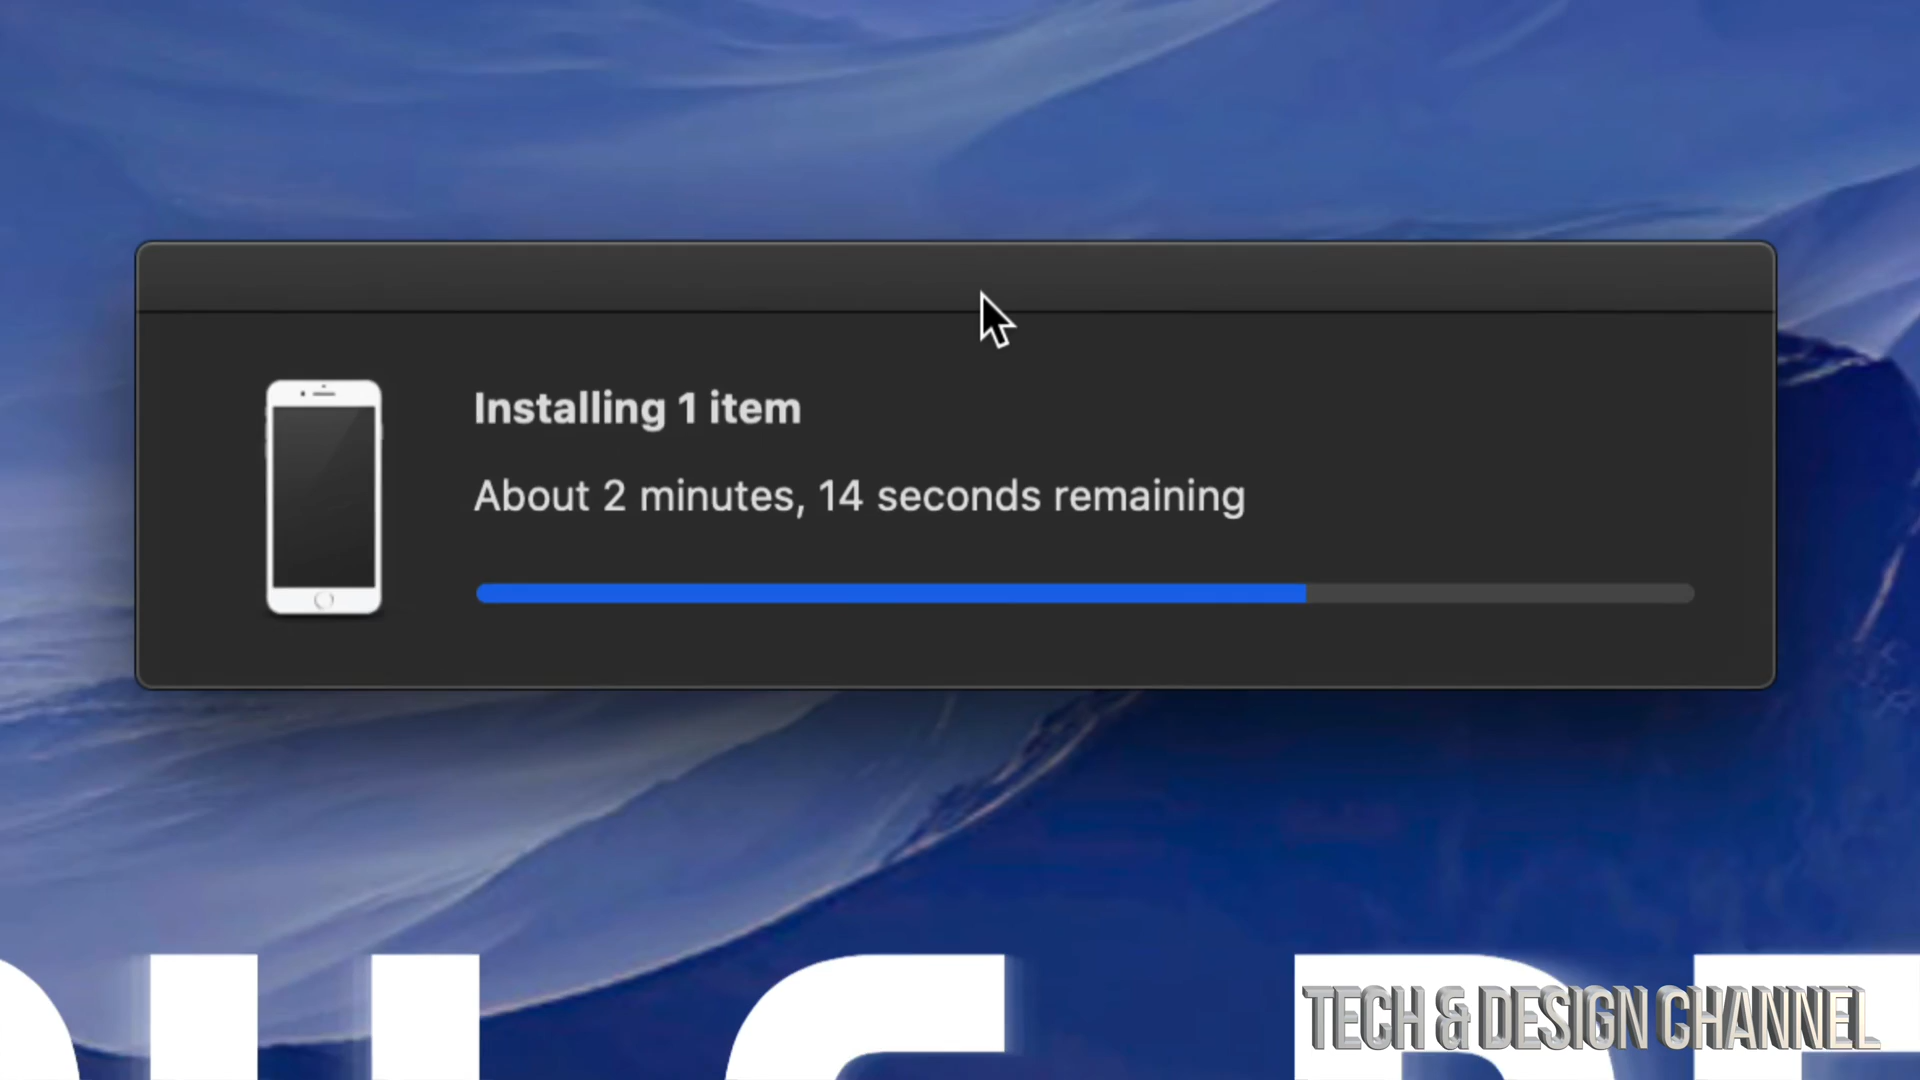 Installing 1 item
About 2 minutes, 14 seconds remaining
TECH & DESIGN CHANNEL